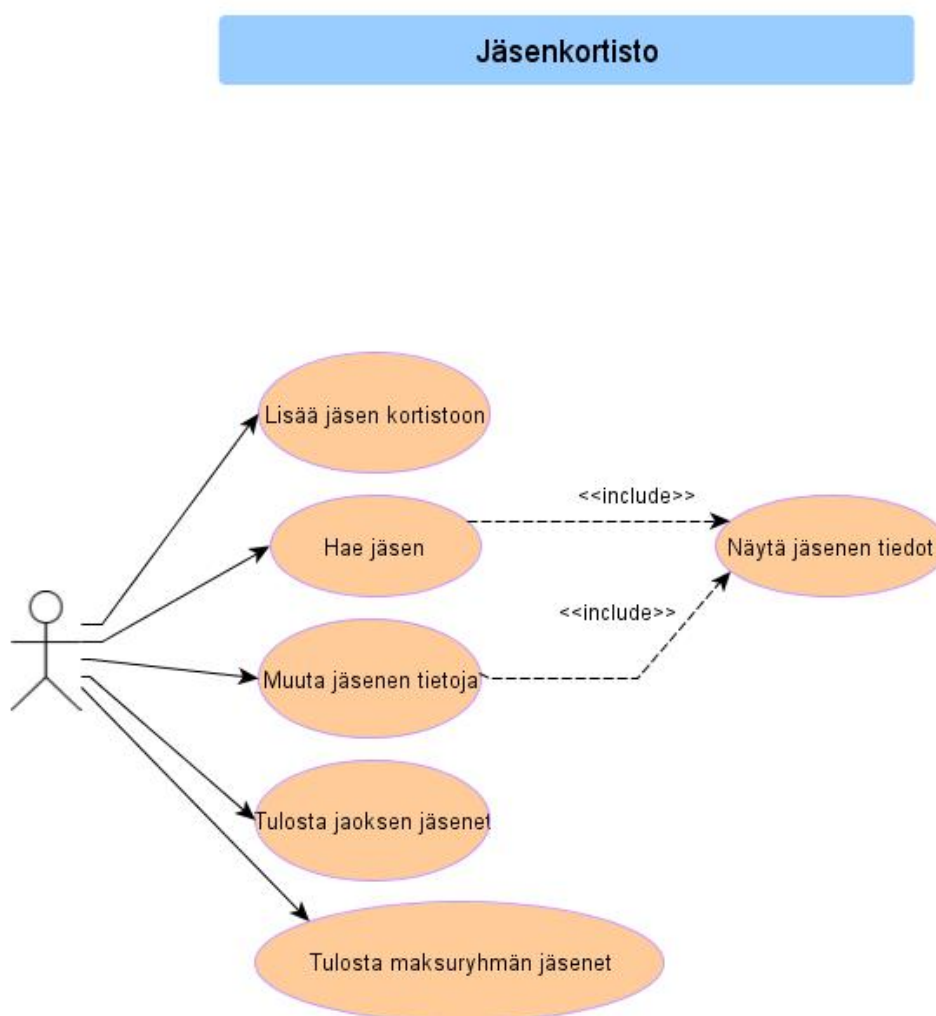 Jäsenkortisto
Lisää jäsen kortistoon
<<include>>
Hae jäsen
Näytä jäsenen tiedot
<<include>>
Muuta jäsenen tietoja
Tulosta jaoksen jäsenet
Tulosta maksuryhmän jäsenet